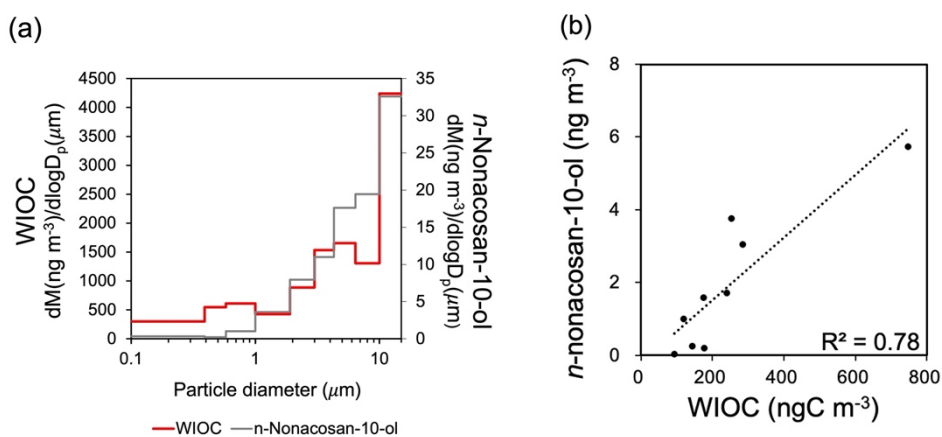 (a)
WIOC
dM(ng m⁻³)/dlogDₚ(μm)
4500
4000
3500
3000
2500
2000
1500
1000
500
0
35
30
25
20
15
10
5
0
n-Nonacosan-10-ol
dM(ng m⁻³)/dlogDₚ(μm)
0.1
1
10
Particle diameter (μm)
WIOC
n-Nonacosan-10-ol
(b)
n-nonacosan-10-ol (ng m⁻³)
8
6
4
2
0
R² = 0.78
0
200
400
600
800
WIOC (ngC m⁻³)